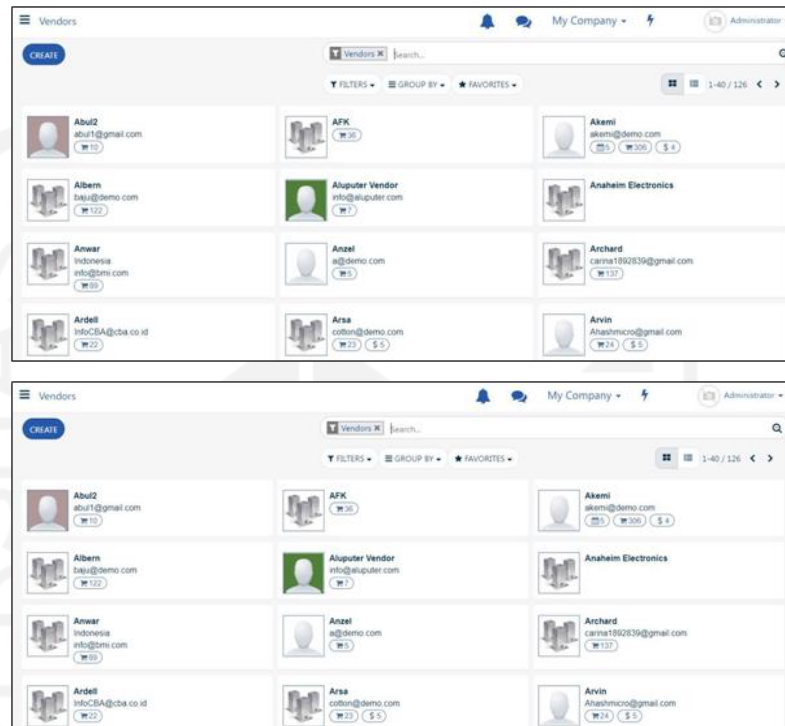 Vendors My Company Administrator
CREATE Vendors × Search...
FILTERS GROUP BY FAVORITES 1-40 / 126
Abul2 AFK Akemi
abul1@gmail.com 36 akemi@demo.com
10 5 306 $ 4
Albern Aluputer Vendor Anaheim Electronics
baju@demo.com info@aluputer.com
122 7
Anwar Anzel Archard
Indonesia a@demo.com carina1892839@gmail.com
info@bmi.com 5 137
89
Ardell Arsa Arvin
InfoCBA@cba.co.id cotton@demo.com Ahashmicro@gmail.com
22 23 $ 5 24 $ 5
Vendors My Company Administrator
CREATE Vendors × Search...
FILTERS GROUP BY FAVORITES 1-40 / 126
Abul2 AFK Akemi
abul1@gmail.com 36 akemi@demo.com
10 5 306 $ 4
Albern Aluputer Vendor Anaheim Electronics
baju@demo.com info@aluputer.com
122 7
Anwar Anzel Archard
Indonesia a@demo.com carina1892839@gmail.com
info@bmi.com 5 137
89
Ardell Arsa Arvin
InfoCBA@cba.co.id cotton@demo.com Ahashmicro@gmail.com
22 23 $ 5 24 $ 5